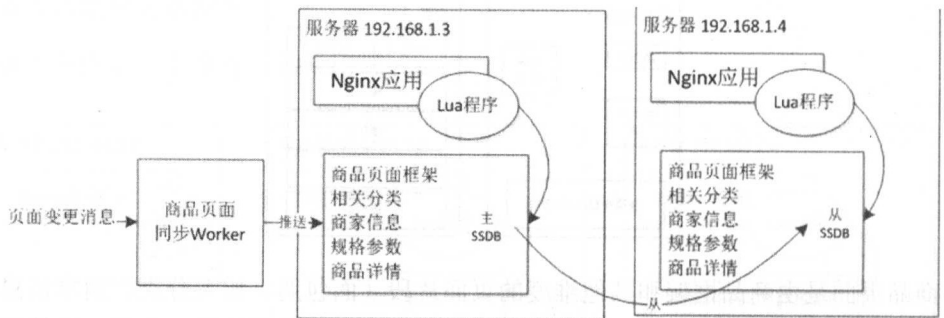 服务器 192.168.1.3
Nginx应用
Lua程序
商品页面框架
相关分类
商家信息
规格参数
商品详情
主
SSDB
页面变更消息
商品页面
同步Worker
推送
服务器 192.168.1.4
Nginx应用
Lua程序
商品页面框架
相关分类
商家信息
规格参数
商品详情
从
SSDB
从